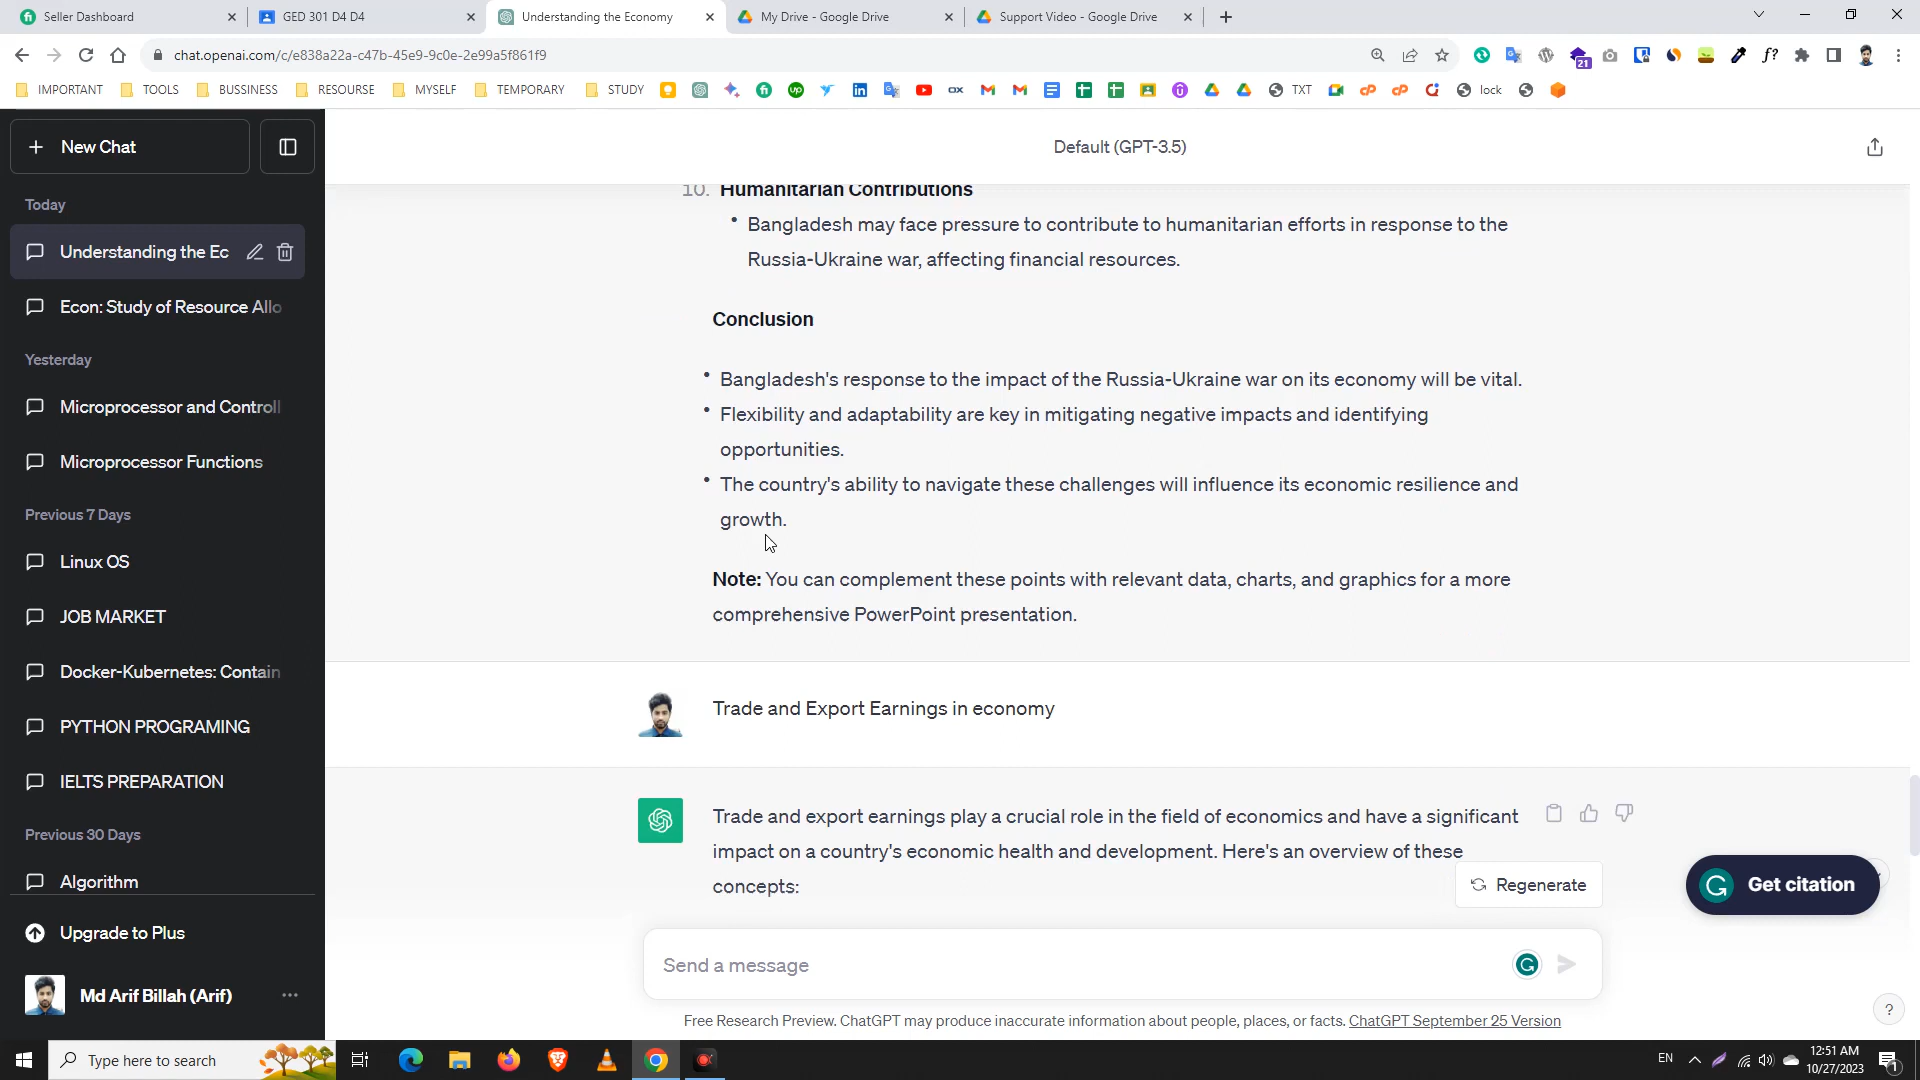 Seller Dashboard
GED 301 D4 D4
Understanding the Economy
My Drive - Google Drive
Support Video - Google Drive
chat.openai.com/c/e838a22a-c47b-45e9-9c0e-2e99a5f861f9
21
IMPORTANT
TOOLS
BUSSINESS
RESOURSE
MYSELF
TEMPORARY
STUDY
TXT
lock
New Chat
Today
Understanding the Ec
Econ: Study of Resource Allo
Yesterday
Microprocessor and Controll
Microprocessor Functions
Previous 7 Days
Linux OS
JOB MARKET
Docker-Kubernetes: Contain
PYTHON PROGRAMING
IELTS PREPARATION
Previous 30 Days
Algorithm
Upgrade to Plus
Md Arif Billah (Arif)
Default (GPT-3.5)
10. Humanitarian Contributions
• Bangladesh may face pressure to contribute to humanitarian efforts in response to the
Russia-Ukraine war, affecting financial resources.
Conclusion
• Bangladesh's response to the impact of the Russia-Ukraine war on its economy will be vital.
• Flexibility and adaptability are key in mitigating negative impacts and identifying
opportunities.
• The country's ability to navigate these challenges will influence its economic resilience and
growth.
Note: You can complement these points with relevant data, charts, and graphics for a more
comprehensive PowerPoint presentation.
Trade and Export Earnings in economy
Trade and export earnings play a crucial role in the field of economics and have a significant
impact on a country's economic health and development. Here's an overview of these
concepts:
Regenerate
Get citation
Send a message
Free Research Preview. ChatGPT may produce inaccurate information about people, places, or facts. ChatGPT September 25 Version
?
Type here to search
EN
12:51 AM
10/27/2023
1